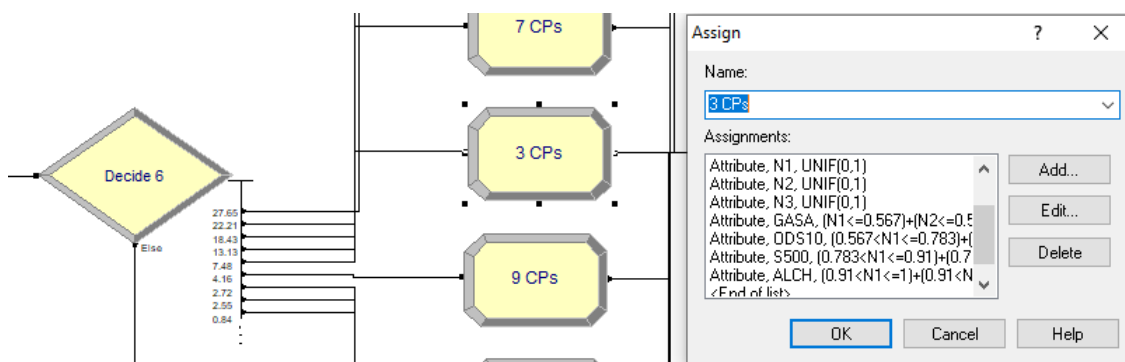 7 CPs
Decide 6
27.65
22.21
18.43
13.13
7.48
4.16
2.72
2.55
0.84
Else
3 CPs
9 CPs
Assign
?
Name:
3 CPs
Assignments:
Attribute, N1, UNIF(0,1)
Attribute, N2, UNIF(0,1)
Attribute, N3, UNIF(0,1)
Attribute, GASA, (N1<=0.567)+(N2<=0.5
Attribute, ODS10, (0.567<N1<=0.783)+(
Attribute, S500, (0.783<N1<=0.91)+(0.7
Attribute, ALCH, (0.91<N1<=1)+(0.91<N
<End of list>
Add...
Edit...
Delete
OK
Cancel
Help